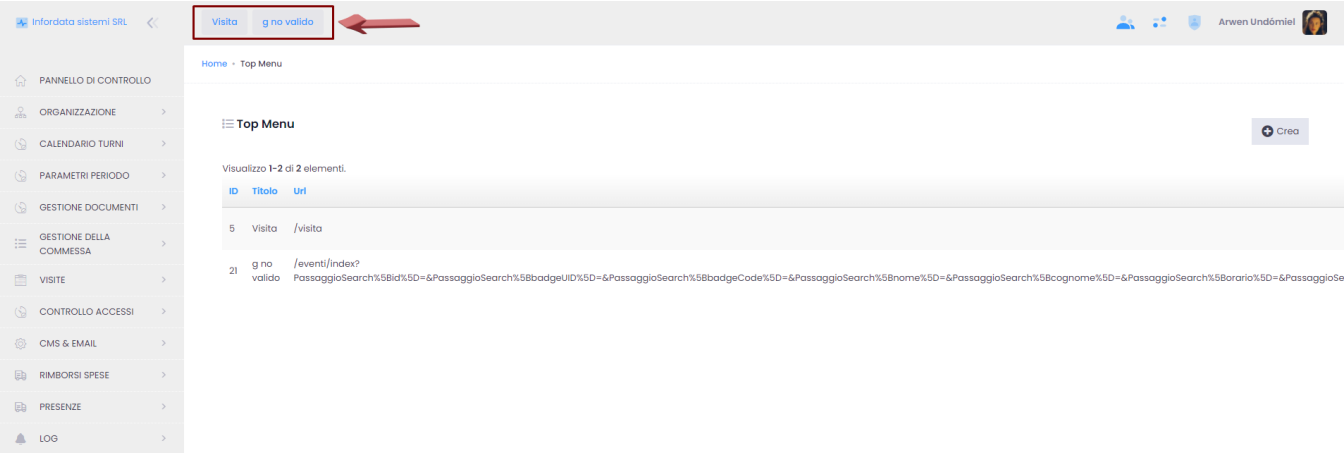 Infordata sistemi SRL
Visita
g no valido
Arwen Undómiel
Home • Top Menu
PANNELLO DI CONTROLLO
ORGANIZZAZIONE
CALENDARIO TURNI
PARAMETRI PERIODO
GESTIONE DOCUMENTI
GESTIONE DELLA
COMMESSA
VISITE
CONTROLLO ACCESSI
CMS & EMAIL
RIMBORSI SPESE
PRESENZE
LOG
Top Menu
Crea
Visualizzo 1-2 di 2 elementi.
ID Titolo Url
5 Visita /visita
21 g no valido /eventi/index?
PassaggioSearch%5Bid%5D=&PassaggioSearch%5BbadgeUID%5D=&PassaggioSearch%5BbadgeCode%5D=&PassaggioSearch%5Bnome%5D=&PassaggioSearch%5Bcognome%5D=&PassaggioSearch%5Borario%5D=&PassaggioSe